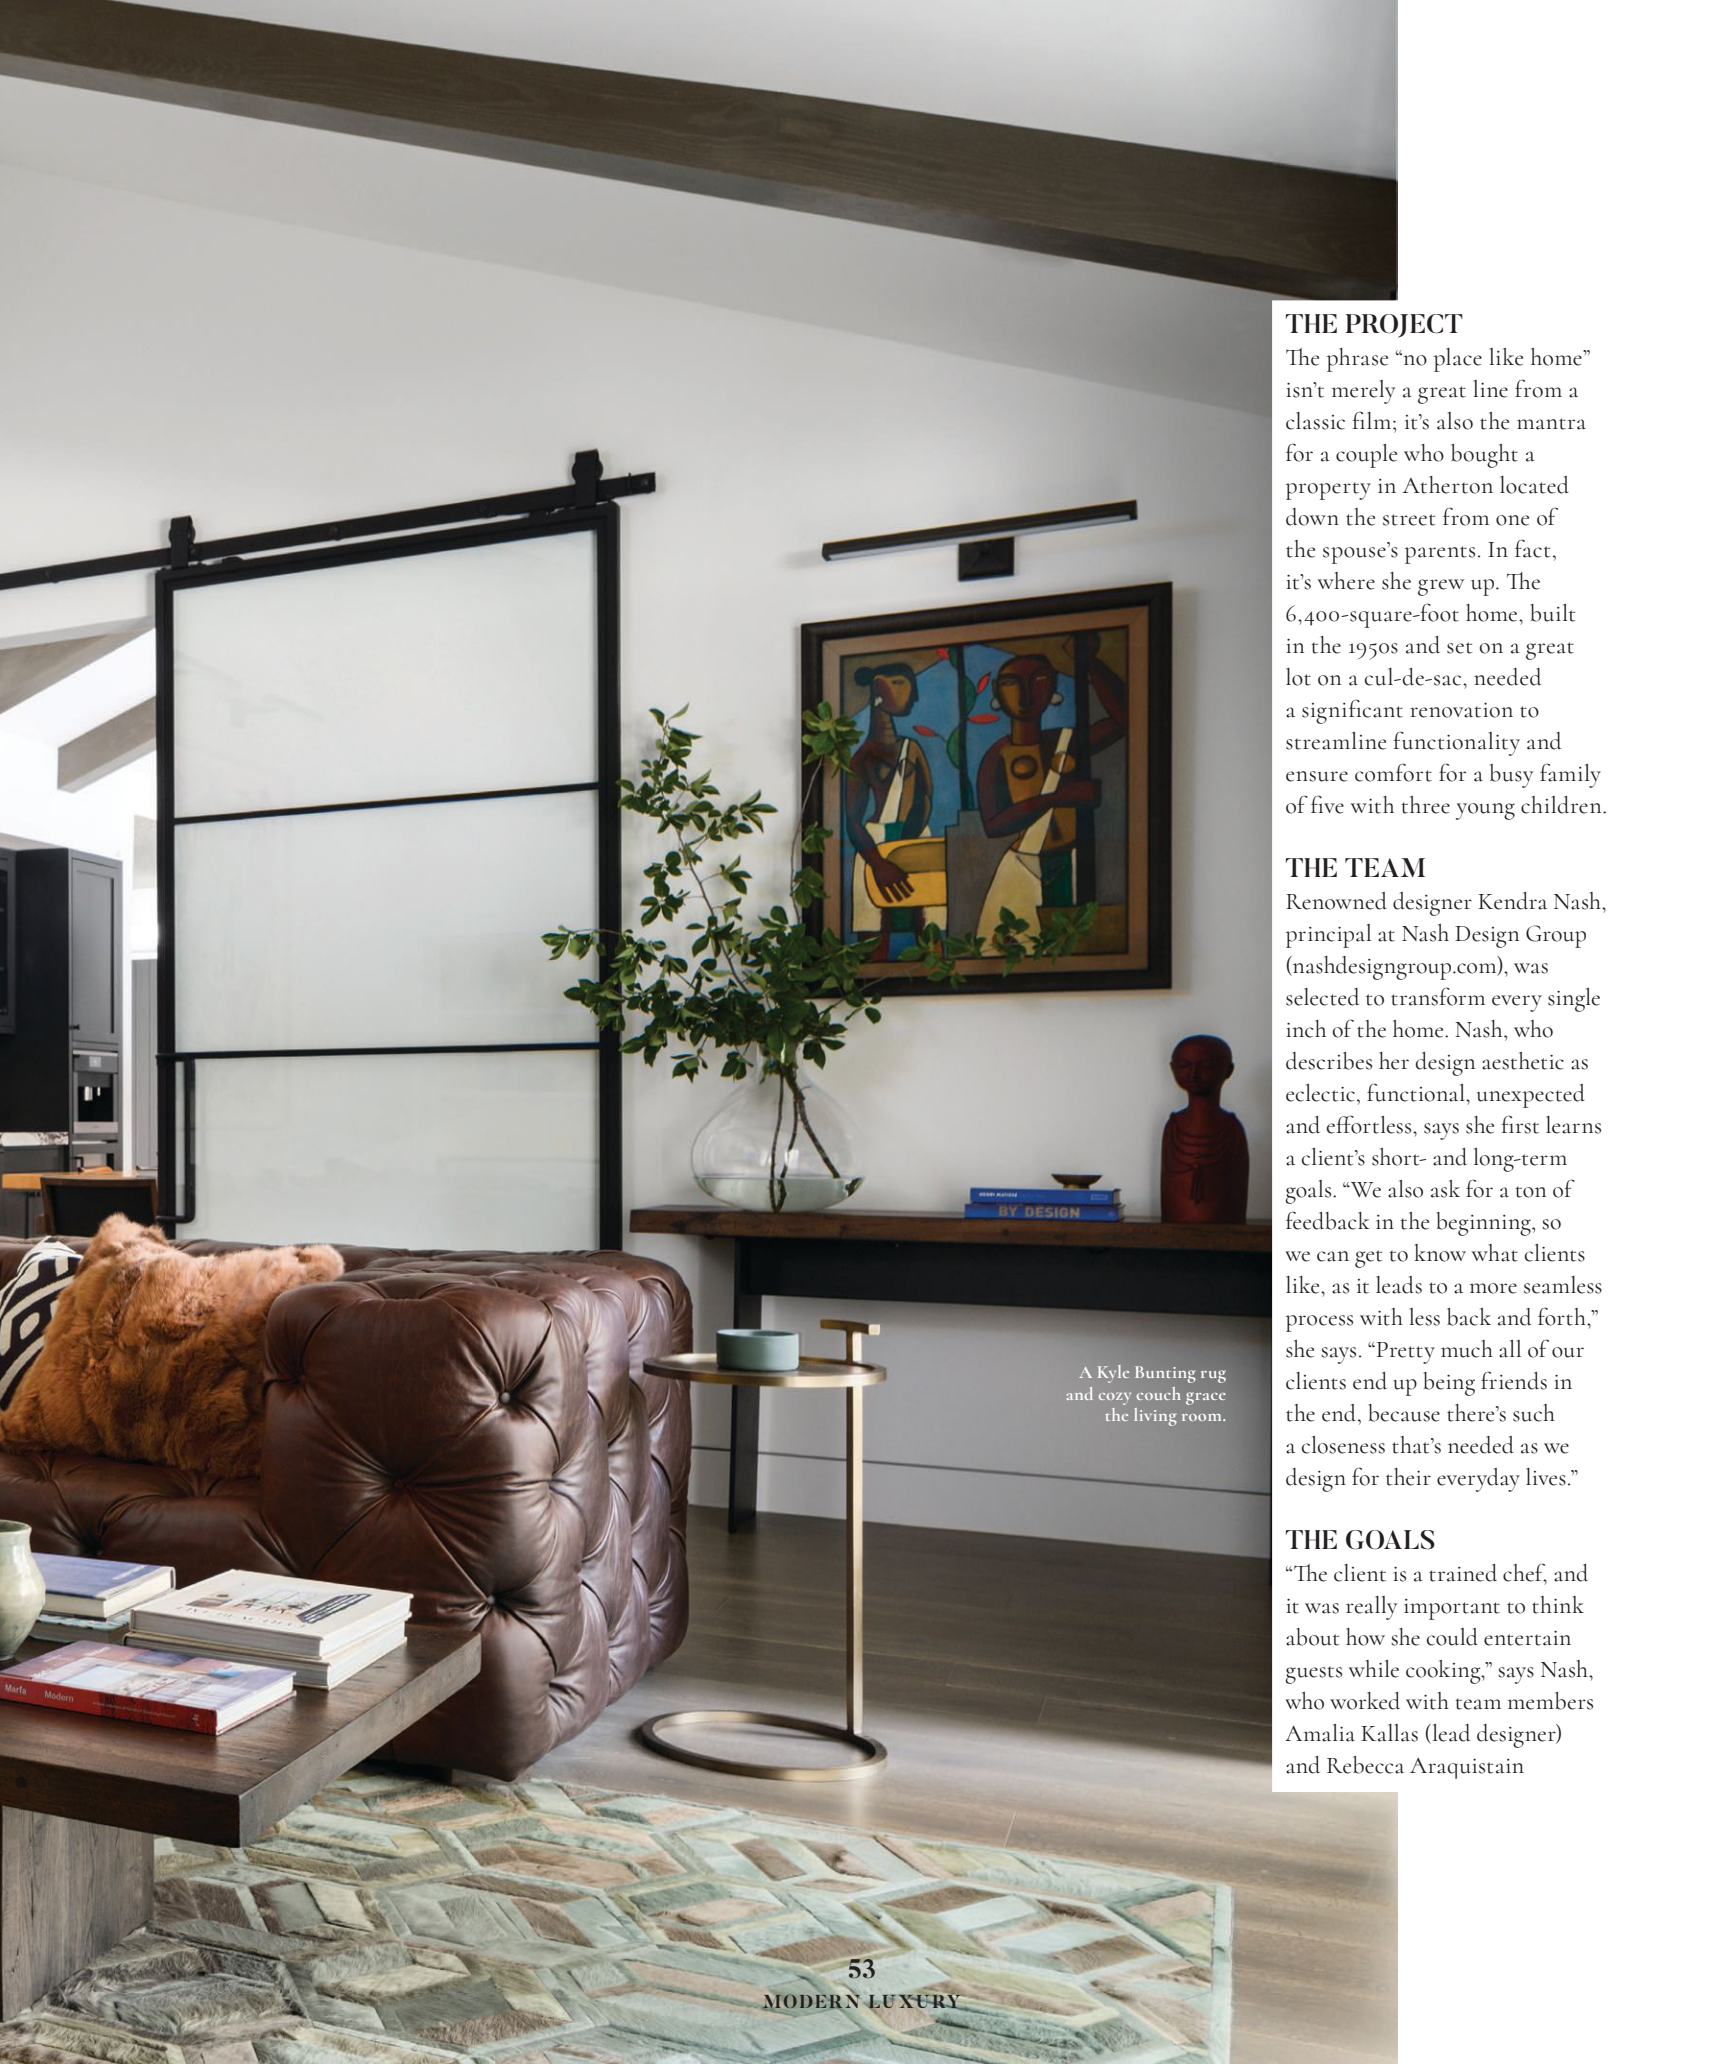 THE PROJECT
The phrase “no place like home”
isn’t merely a great line from a
classic film; it’s also the mantra
for a couple who bought a
property in Atherton located
down the street from one of
the spouse’s parents. In fact,
it’s where she grew up. The
6,400-square-foot home, built
in the 1950s and set on a great
lot on a cul-de-sac, needed
a significant renovation to
streamline functionality and
ensure comfort for a busy family
of five with three young children.
THE TEAM
Renowned designer Kendra Nash,
principal at Nash Design Group
(nashdesigngroup.com), was
selected to transform every single
inch of the home. Nash, who
describes her design aesthetic as
eclectic, functional, unexpected
and effortless, says she first learns
a client’s short- and long-term
goals. “We also ask for a ton of
feedback in the beginning, so
we can get to know what clients
like, as it leads to a more seamless
process with less back and forth,”
she says. “Pretty much all of our
clients end up being friends in
the end, because there’s such
a closeness that’s needed as we
design for their everyday lives.”
THE GOALS
“The client is a trained chef, and
it was really important to think
about how she could entertain
guests while cooking,” says Nash,
who worked with team members
Amalia Kallas (lead designer)
and Rebecca Araquistain
HENRI MATISSE
BY DESIGN
A Kyle Bunting rug
and cozy couch grace
the living room.
Marfa Modern
53
MODERN LUXURY